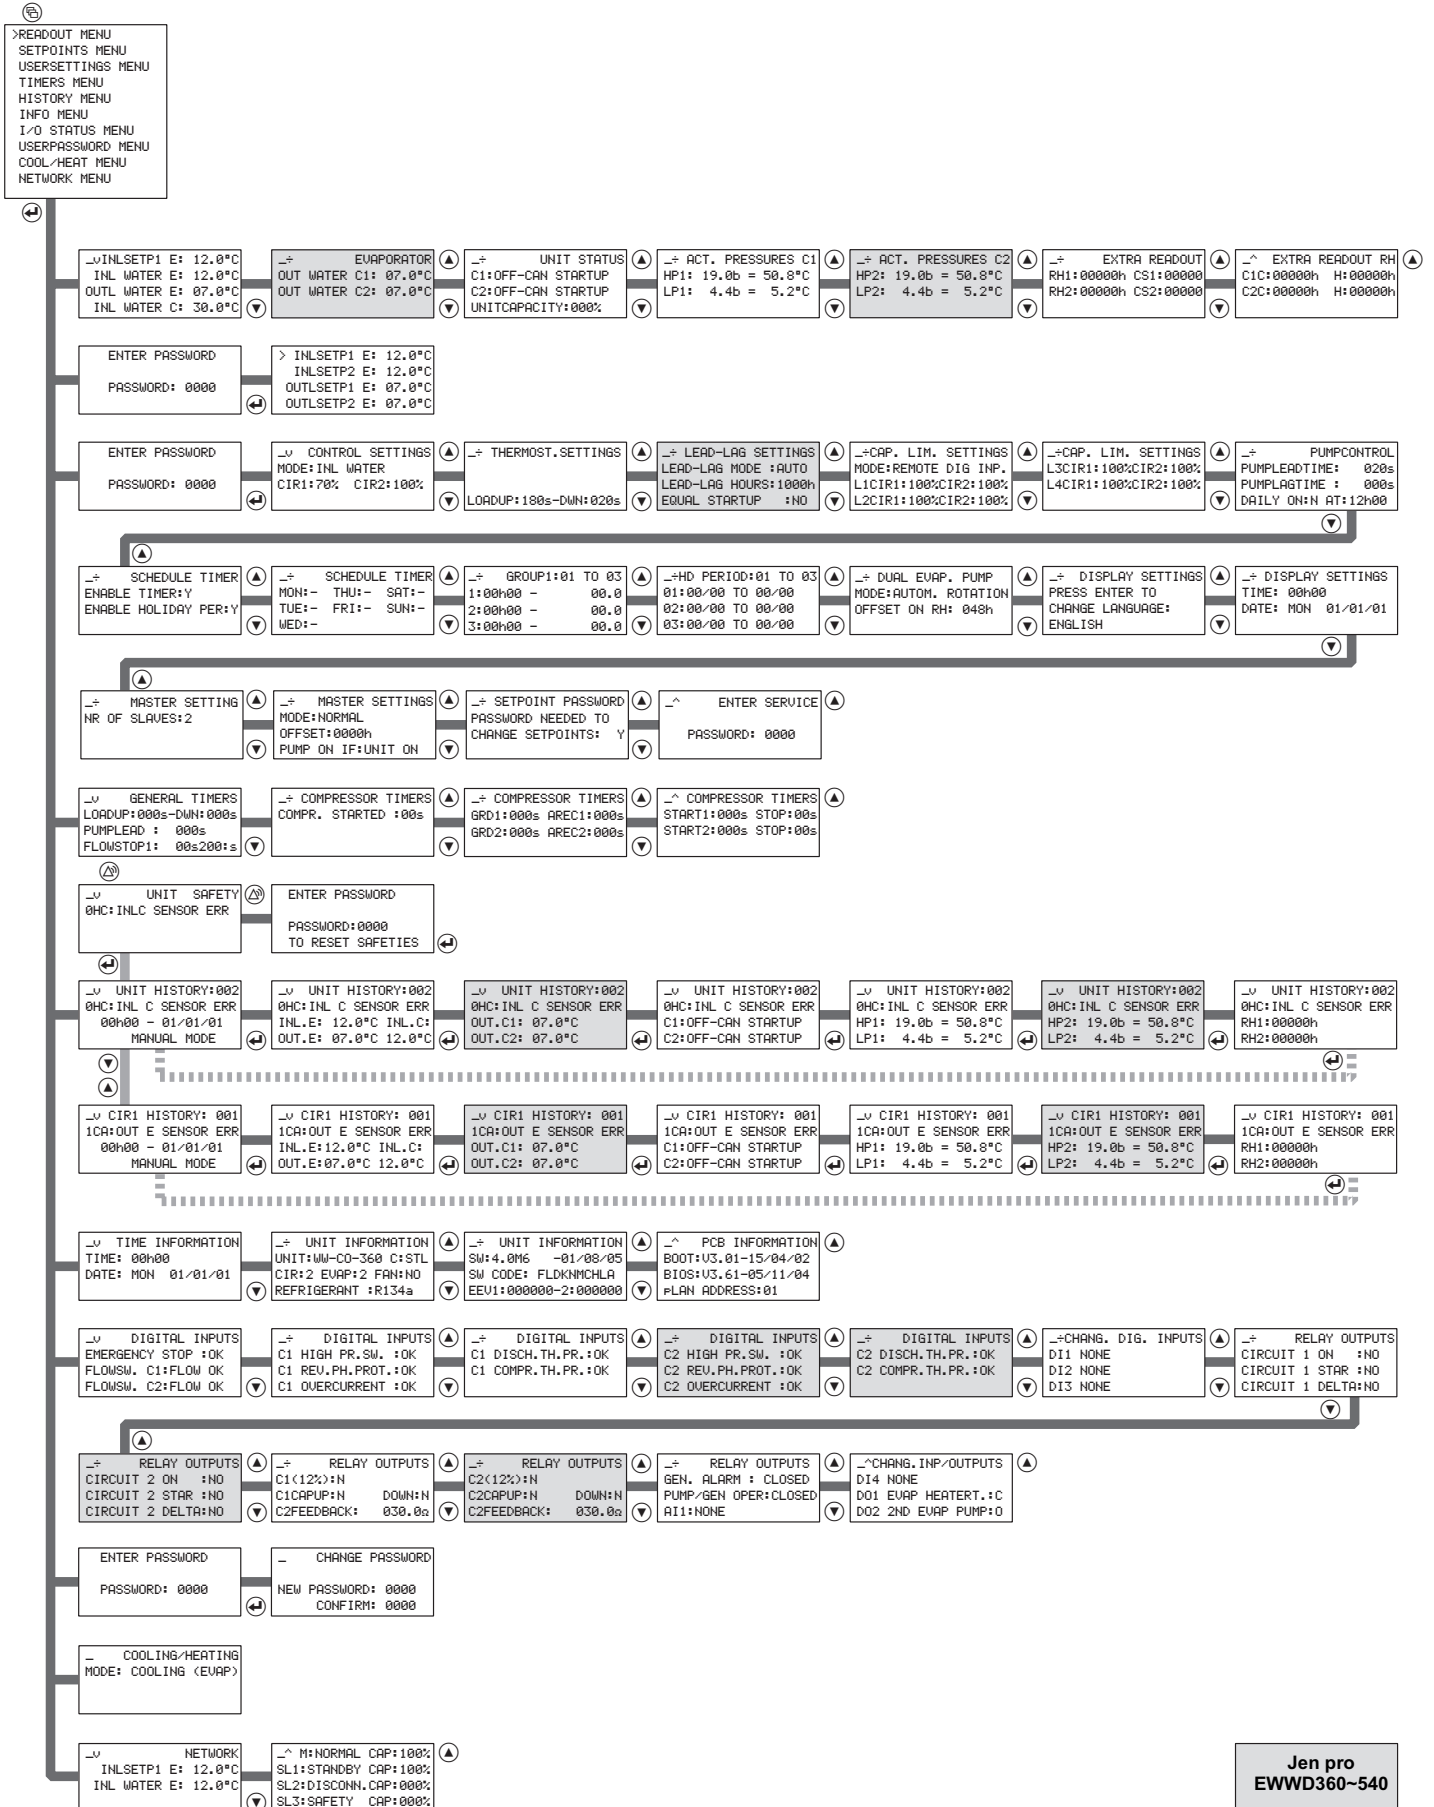 >READOUT MENU
SETPOINTS MENU
USERSETTINGS MENU
TIMERS MENU
HISTORY MENU
INFO MENU
I/O STATUS MENU
USERPASSWORD MENU
COOL/HEAT MENU
NETWORK MENU
_vINLSETP1 E: 12.0°C
INL WATER E: 12.0°C
OUTL WATER E: 07.0°C
INL WATER C: 30.0°C
_÷ EVAPORATOR
OUT WATER C1: 07.0°C
OUT WATER C2: 07.0°C
_÷ UNIT STATUS
C1:OFF-CAN STARTUP
C2:OFF-CAN STARTUP
UNITCAPACITY:000%
_÷ ACT. PRESSURES C1
HP1: 19.0b = 50.8°C
LP1: 4.4b = 5.2°C
_÷ ACT. PRESSURES C2
HP2: 19.0b = 50.8°C
LP2: 4.4b = 5.2°C
_÷ EXTRA READOUT
RH1:00000h CS1:00000
RH2:00000h CS2:00000
_^ EXTRA READOUT RH
C1C:00000h H:00000h
C2C:00000h H:00000h
ENTER PASSWORD
PASSWORD: 0000
> INLSETP1 E: 12.0°C
INLSETP2 E: 12.0°C
OUTLSETP1 E: 07.0°C
OUTLSETP2 E: 07.0°C
ENTER PASSWORD
PASSWORD: 0000
_v CONTROL SETTINGS
MODE:INL WATER
CIR1:70% CIR2:100%
_÷ THERMOST.SETTINGS
LOADUP:180s-DWN:020s
_÷ LEAD-LAG SETTINGS
LEAD-LAG MODE :AUTO
LEAD-LAG HOURS:1000h
EQUAL STARTUP :NO
_÷CAP. LIM. SETTINGS
MODE:REMOTE DIG INP.
L1CIR1:100%CIR2:100%
L2CIR1:100%CIR2:100%
_÷CAP. LIM. SETTINGS
L3CIR1:100%CIR2:100%
L4CIR1:100%CIR2:100%
_÷ PUMPCONTROL
PUMPLEADTIME: 020s
PUMPLAGTIME : 000s
DAILY ON:N AT:12h00
_÷ SCHEDULE TIMER
ENABLE TIMER:Y
ENABLE HOLIDAY PER:Y
_÷ SCHEDULE TIMER
MON:- THU:- SAT:-
TUE:- FRI:- SUN:-
WED:-
_÷ GROUP1:01 TO 03
1:00h00 - 00.0
2:00h00 - 00.0
3:00h00 - 00.0
_÷HD PERIOD:01 TO 03
01:00/00 TO 00/00
02:00/00 TO 00/00
03:00/00 TO 00/00
_÷ DUAL EVAP. PUMP
MODE:AUTOM. ROTATION
OFFSET ON RH: 048h
_÷ DISPLAY SETTINGS
PRESS ENTER TO
CHANGE LANGUAGE:
ENGLISH
_÷ DISPLAY SETTINGS
TIME: 00h00
DATE: MON 01/01/01
_÷ MASTER SETTING
NR OF SLAVES:2
_÷ MASTER SETTINGS
MODE:NORMAL
OFFSET:0000h
PUMP ON IF:UNIT ON
_÷ SETPOINT PASSWORD
PASSWORD NEEDED TO
CHANGE SETPOINTS: Y
_^ ENTER SERVICE
PASSWORD: 0000
_v GENERAL TIMERS
LOADUP:000s-DWN:000s
PUMPLEAD : 000s
FLOWSTOP1: 00s200:s
_÷ COMPRESSOR TIMERS
COMPR. STARTED :00s
_÷ COMPRESSOR TIMERS
GRD1:000s AREC1:000s
GRD2:000s AREC2:000s
_^ COMPRESSOR TIMERS
START1:000s STOP:00s
START2:000s STOP:00s
_v UNIT SAFETY
0HC:INLC SENSOR ERR
ENTER PASSWORD
PASSWORD:0000
TO RESET SAFETIES
_v UNIT HISTORY:002
0HC:INL C SENSOR ERR
00h00 - 01/01/01
MANUAL MODE
_v UNIT HISTORY:002
0HC:INL C SENSOR ERR
INL.E: 12.0°C INL.C:
OUT.E: 07.0°C 12.0°C
_v UNIT HISTORY:002
0HC:INL C SENSOR ERR
OUT.C1: 07.0°C
OUT.C2: 07.0°C
_v UNIT HISTORY:002
0HC:INL C SENSOR ERR
C1:OFF-CAN STARTUP
C2:OFF-CAN STARTUP
_v UNIT HISTORY:002
0HC:INL C SENSOR ERR
HP1: 19.0b = 50.8°C
LP1: 4.4b = 5.2°C
_v UNIT HISTORY:002
0HC:INL C SENSOR ERR
HP2: 19.0b = 50.8°C
LP2: 4.4b = 5.2°C
_v UNIT HISTORY:002
0HC:INL C SENSOR ERR
RH1:00000h
RH2:00000h
_v CIR1 HISTORY: 001
1CA:OUT E SENSOR ERR
00h00 - 01/01/01
MANUAL MODE
_v CIR1 HISTORY: 001
1CA:OUT E SENSOR ERR
INL.E:12.0°C INL.C:
OUT.E:07.0°C 12.0°C
_v CIR1 HISTORY: 001
1CA:OUT E SENSOR ERR
OUT.C1: 07.0°C
OUT.C2: 07.0°C
_v CIR1 HISTORY: 001
1CA:OUT E SENSOR ERR
C1:OFF-CAN STARTUP
C2:OFF-CAN STARTUP
_v CIR1 HISTORY: 001
1CA:OUT E SENSOR ERR
HP1: 19.0b = 50.8°C
LP1: 4.4b = 5.2°C
_v CIR1 HISTORY: 001
1CA:OUT E SENSOR ERR
HP2: 19.0b = 50.8°C
LP2: 4.4b = 5.2°C
_v CIR1 HISTORY: 001
1CA:OUT E SENSOR ERR
RH1:00000h
RH2:00000h
_v TIME INFORMATION
TIME: 00h00
DATE: MON 01/01/01
_÷ UNIT INFORMATION
UNIT:WW-CO-360 C:STL
CIR:2 EVAP:2 FAN:NO
REFRIGERANT :R134a
_÷ UNIT INFORMATION
SW:4.0M6 -01/08/05
SW CODE: FLDKNMCHLA
EEV1:000000-2:000000
_^ PCB INFORMATION
BOOT:V3.01-15/04/02
BIOS:V3.61-05/11/04
pLAN ADDRESS:01
_v DIGITAL INPUTS
EMERGENCY STOP :OK
FLOWSW. C1:FLOW OK
FLOWSW. C2:FLOW OK
_÷ DIGITAL INPUTS
C1 HIGH PR.SW. :OK
C1 REV.PH.PROT.:OK
C1 OVERCURRENT :OK
_÷ DIGITAL INPUTS
C1 DISCH.TH.PR.:OK
C1 COMPR.TH.PR.:OK
_÷ DIGITAL INPUTS
C2 HIGH PR.SW. :OK
C2 REV.PH.PROT.:OK
C2 OVERCURRENT :OK
_÷ DIGITAL INPUTS
C2 DISCH.TH.PR.:OK
C2 COMPR.TH.PR.:OK
_÷CHANG. DIG. INPUTS
DI1 NONE
DI2 NONE
DI3 NONE
_÷ RELAY OUTPUTS
CIRCUIT 1 ON :NO
CIRCUIT 1 STAR :NO
CIRCUIT 1 DELTA:NO
_÷ RELAY OUTPUTS
CIRCUIT 2 ON :NO
CIRCUIT 2 STAR :NO
CIRCUIT 2 DELTA:NO
_÷ RELAY OUTPUTS
C1(12%):N
C1CAPUP:N DOWN:N
C2FEEDBACK: 030.0Ω
_÷ RELAY OUTPUTS
C2(12%):N
C2CAPUP:N DOWN:N
C2FEEDBACK: 030.0Ω
_÷ RELAY OUTPUTS
GEN. ALARM : CLOSED
PUMP/GEN OPER:CLOSED
AI1:NONE
_^CHANG.INP/OUTPUTS
DI4 NONE
DO1 EVAP HEATERT.:C
DO2 2ND EVAP PUMP:O
ENTER PASSWORD
PASSWORD: 0000
_ CHANGE PASSWORD
NEW PASSWORD: 0000
CONFIRM: 0000
_ COOLING/HEATING
MODE: COOLING (EVAP)
_v NETWORK
INLSETP1 E: 12.0°C
INL WATER E: 12.0°C
_^ M:NORMAL CAP:100%
SL1:STANDBY CAP:100%
SL2:DISCONN.CAP:000%
SL3:SAFETY CAP:000%
Jen pro
EWWD360~540